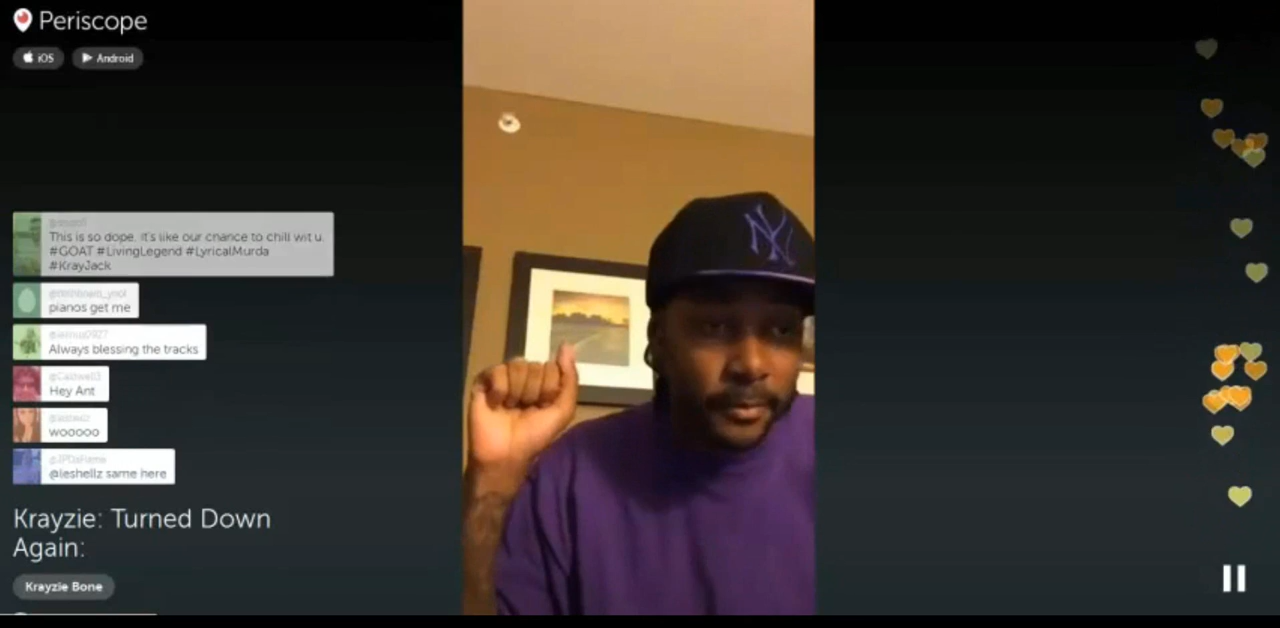 Periscope
iOS
Android
This is so dope. it's like our chance to chill wit u.
#GOAT #LivingLegend #LyricalMurda
#KrayJack
pianos get me
Always blessing the tracks
Hey Ant
wooooo
@leshellz same here
Krayzie: Turned Down
Again:
Krayzie Bone
NY